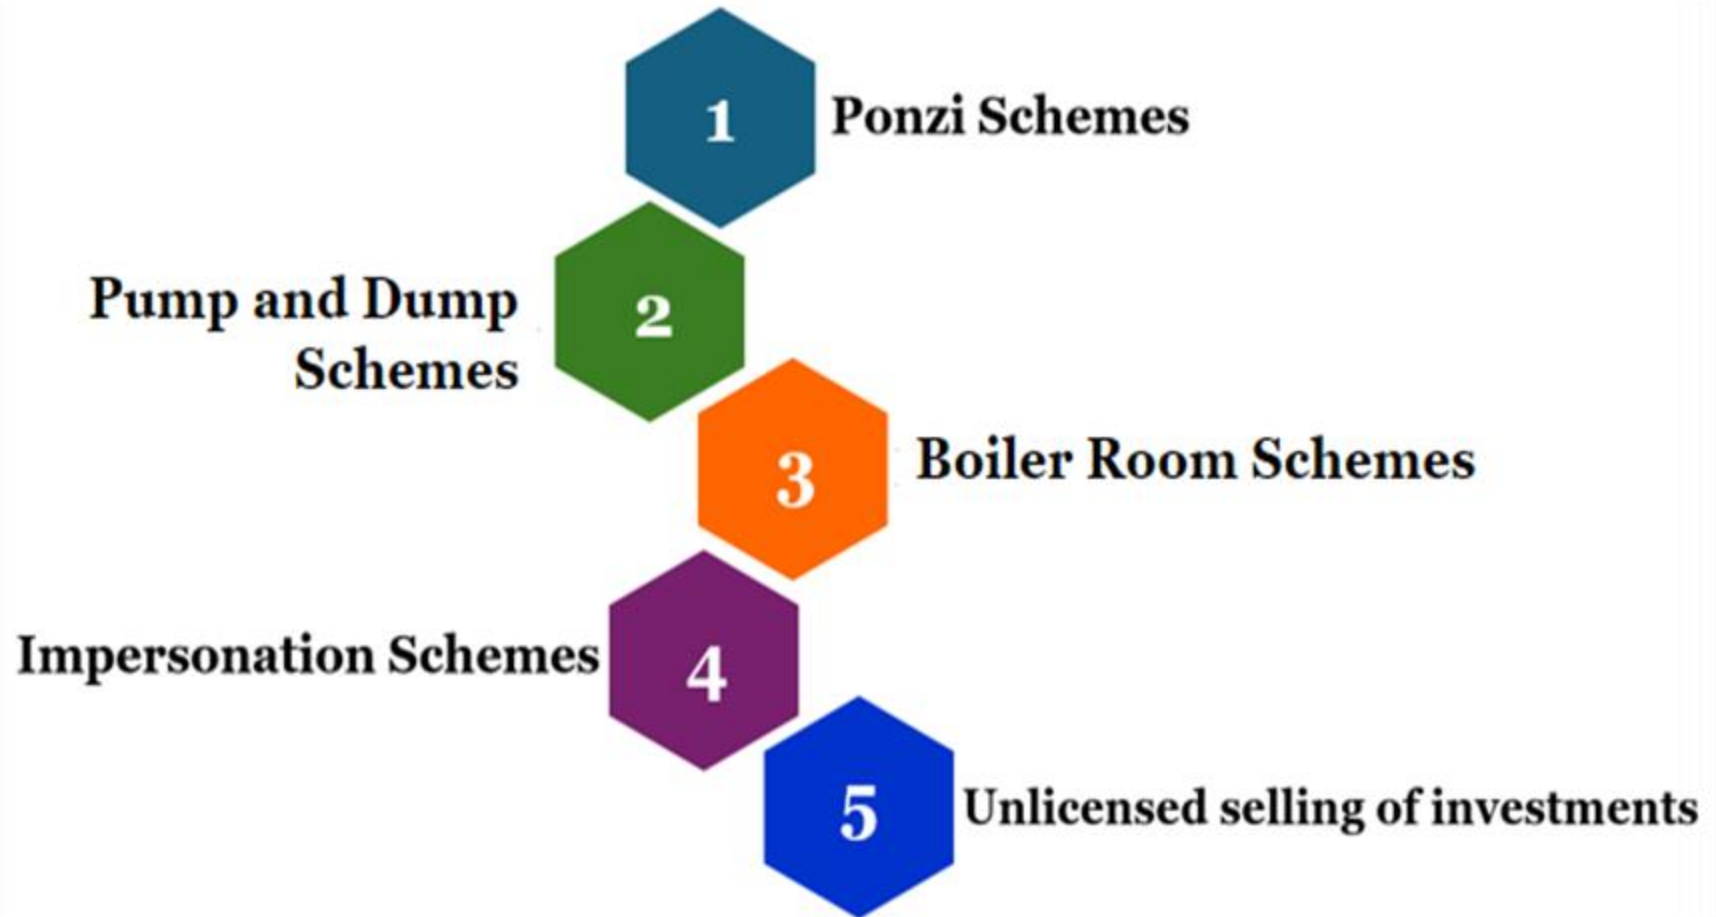 1
Ponzi Schemes
2
Pump and Dump
Schemes
3
Boiler Room Schemes
4
Impersonation Schemes
5
Unlicensed selling of investments